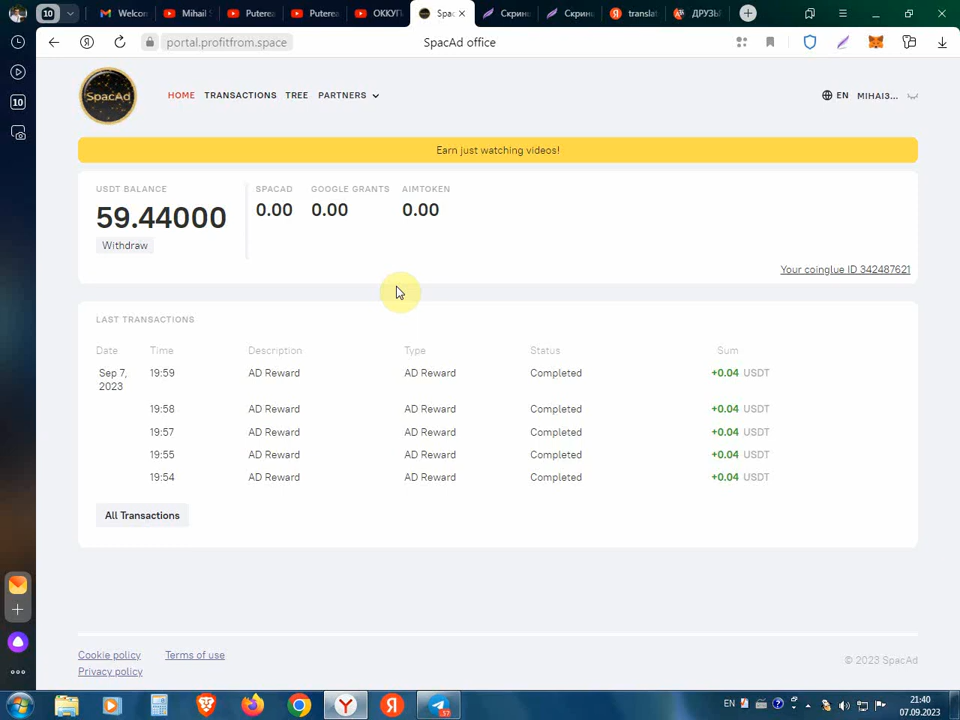 10
Welcon
Mihail S
Puterea
Puterea
ОККУП
Spac
Скрин
Скринш
translat
ДРУЗЬ
portal.profitfrom.space
SpacAd office
10
SpacAd
HOME TRANSACTIONS TREE PARTNERS
EN MIHAI3...
Earn just watching videos!
USDT BALANCE SPACAD GOOGLE GRANTS AIMTOKEN
59.44000 0.00 0.00 0.00
Withdraw
Your coinglue ID 342487621
LAST TRANSACTIONS
Date Time Description Type Status Sum
Sep 7, 2023 19:59 AD Reward AD Reward Completed +0.04 USDT
19:58 AD Reward AD Reward Completed +0.04 USDT
19:57 AD Reward AD Reward Completed +0.04 USDT
19:55 AD Reward AD Reward Completed +0.04 USDT
19:54 AD Reward AD Reward Completed +0.04 USDT
All Transactions
Cookie policy Terms of use
Privacy policy
© 2023 SpacAd
EN
21:40
07.09.2023